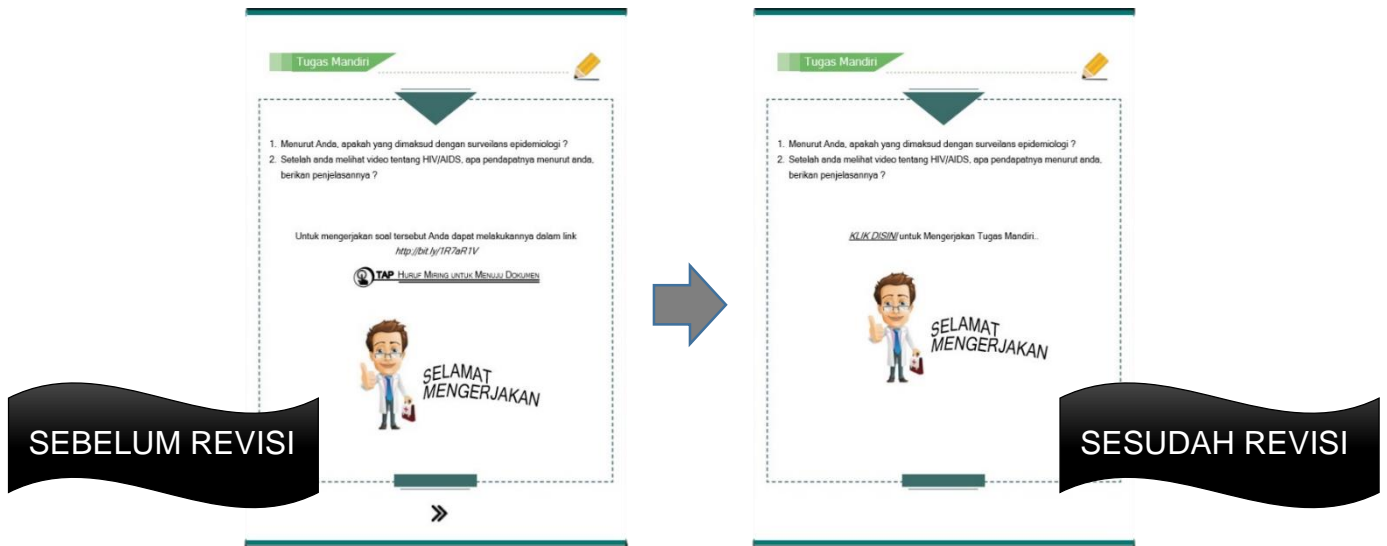 Tugas Mandiri
1. Menurut Anda, apakah yang dimaksud dengan surveilans epidemiologi ?
2. Setelah anda melihat video tentang HIV/AIDS, apa pendapatnya menurut anda,
berikan penjelasannya ?
Untuk mengerjakan soal tersebut Anda dapat melakukannya dalam link
http://bit.ly/1R7aR1V
TAP HURUF MIRING UNTUK MENUJU DOKUMEN
SELAMAT
MENGERJAKAN
SEBELUM REVISI
Tugas Mandiri
1. Menurut Anda, apakah yang dimaksud dengan surveilans epidemiologi ?
2. Setelah anda melihat video tentang HIV/AIDS, apa pendapatnya menurut anda,
berikan penjelasannya ?
KLIK DISINI untuk Mengerjakan Tugas Mandiri..
SELAMAT
MENGERJAKAN
SESUDAH REVISI